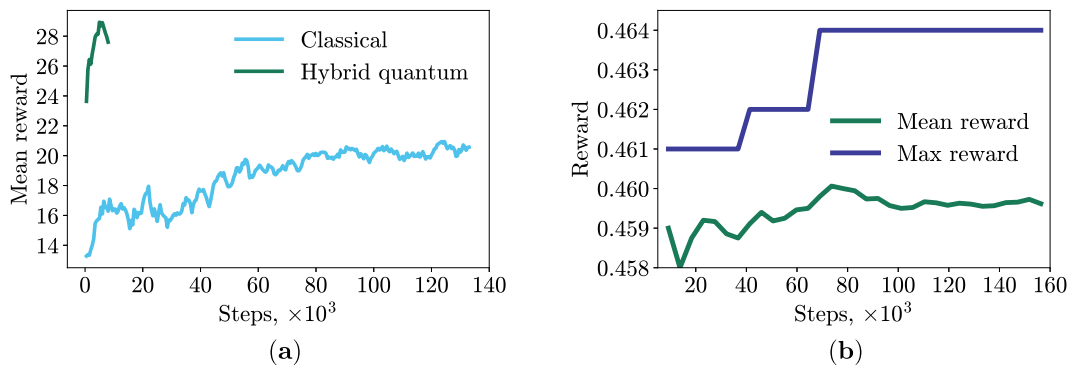 Mean reward
28
26
24
22
20
18
16
14
Classical
Hybrid quantum
0 20 40 60 80 100 120 140
Steps, ×10³
(a)
Reward
0.464
0.463
0.462
0.461
0.460
0.459
0.458
Mean reward
Max reward
20 40 60 80 100 120 140 160
Steps, ×10³
(b)